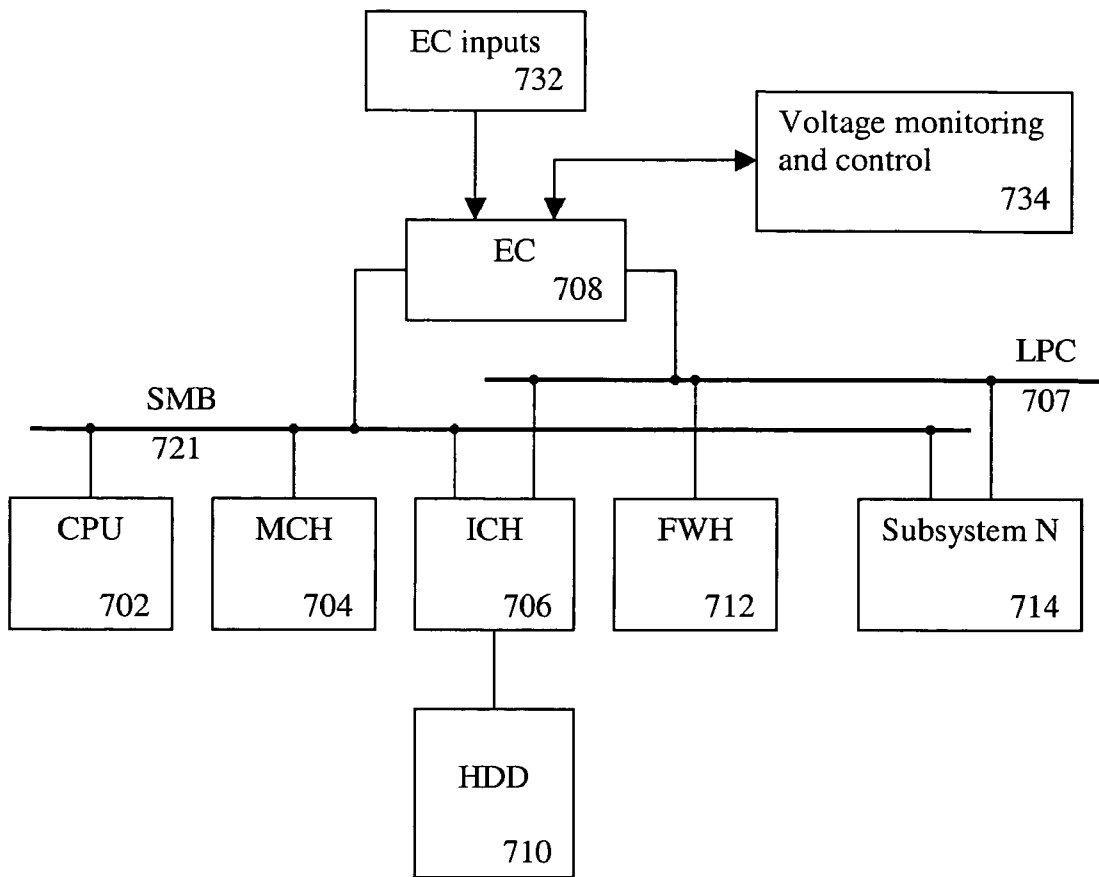 EC inputs
732
Voltage monitoring
and control
734
EC
708
LPC
707
SMB
721
CPU
702
MCH
704
ICH
706
FWH
712
Subsystem N
714
HDD
710